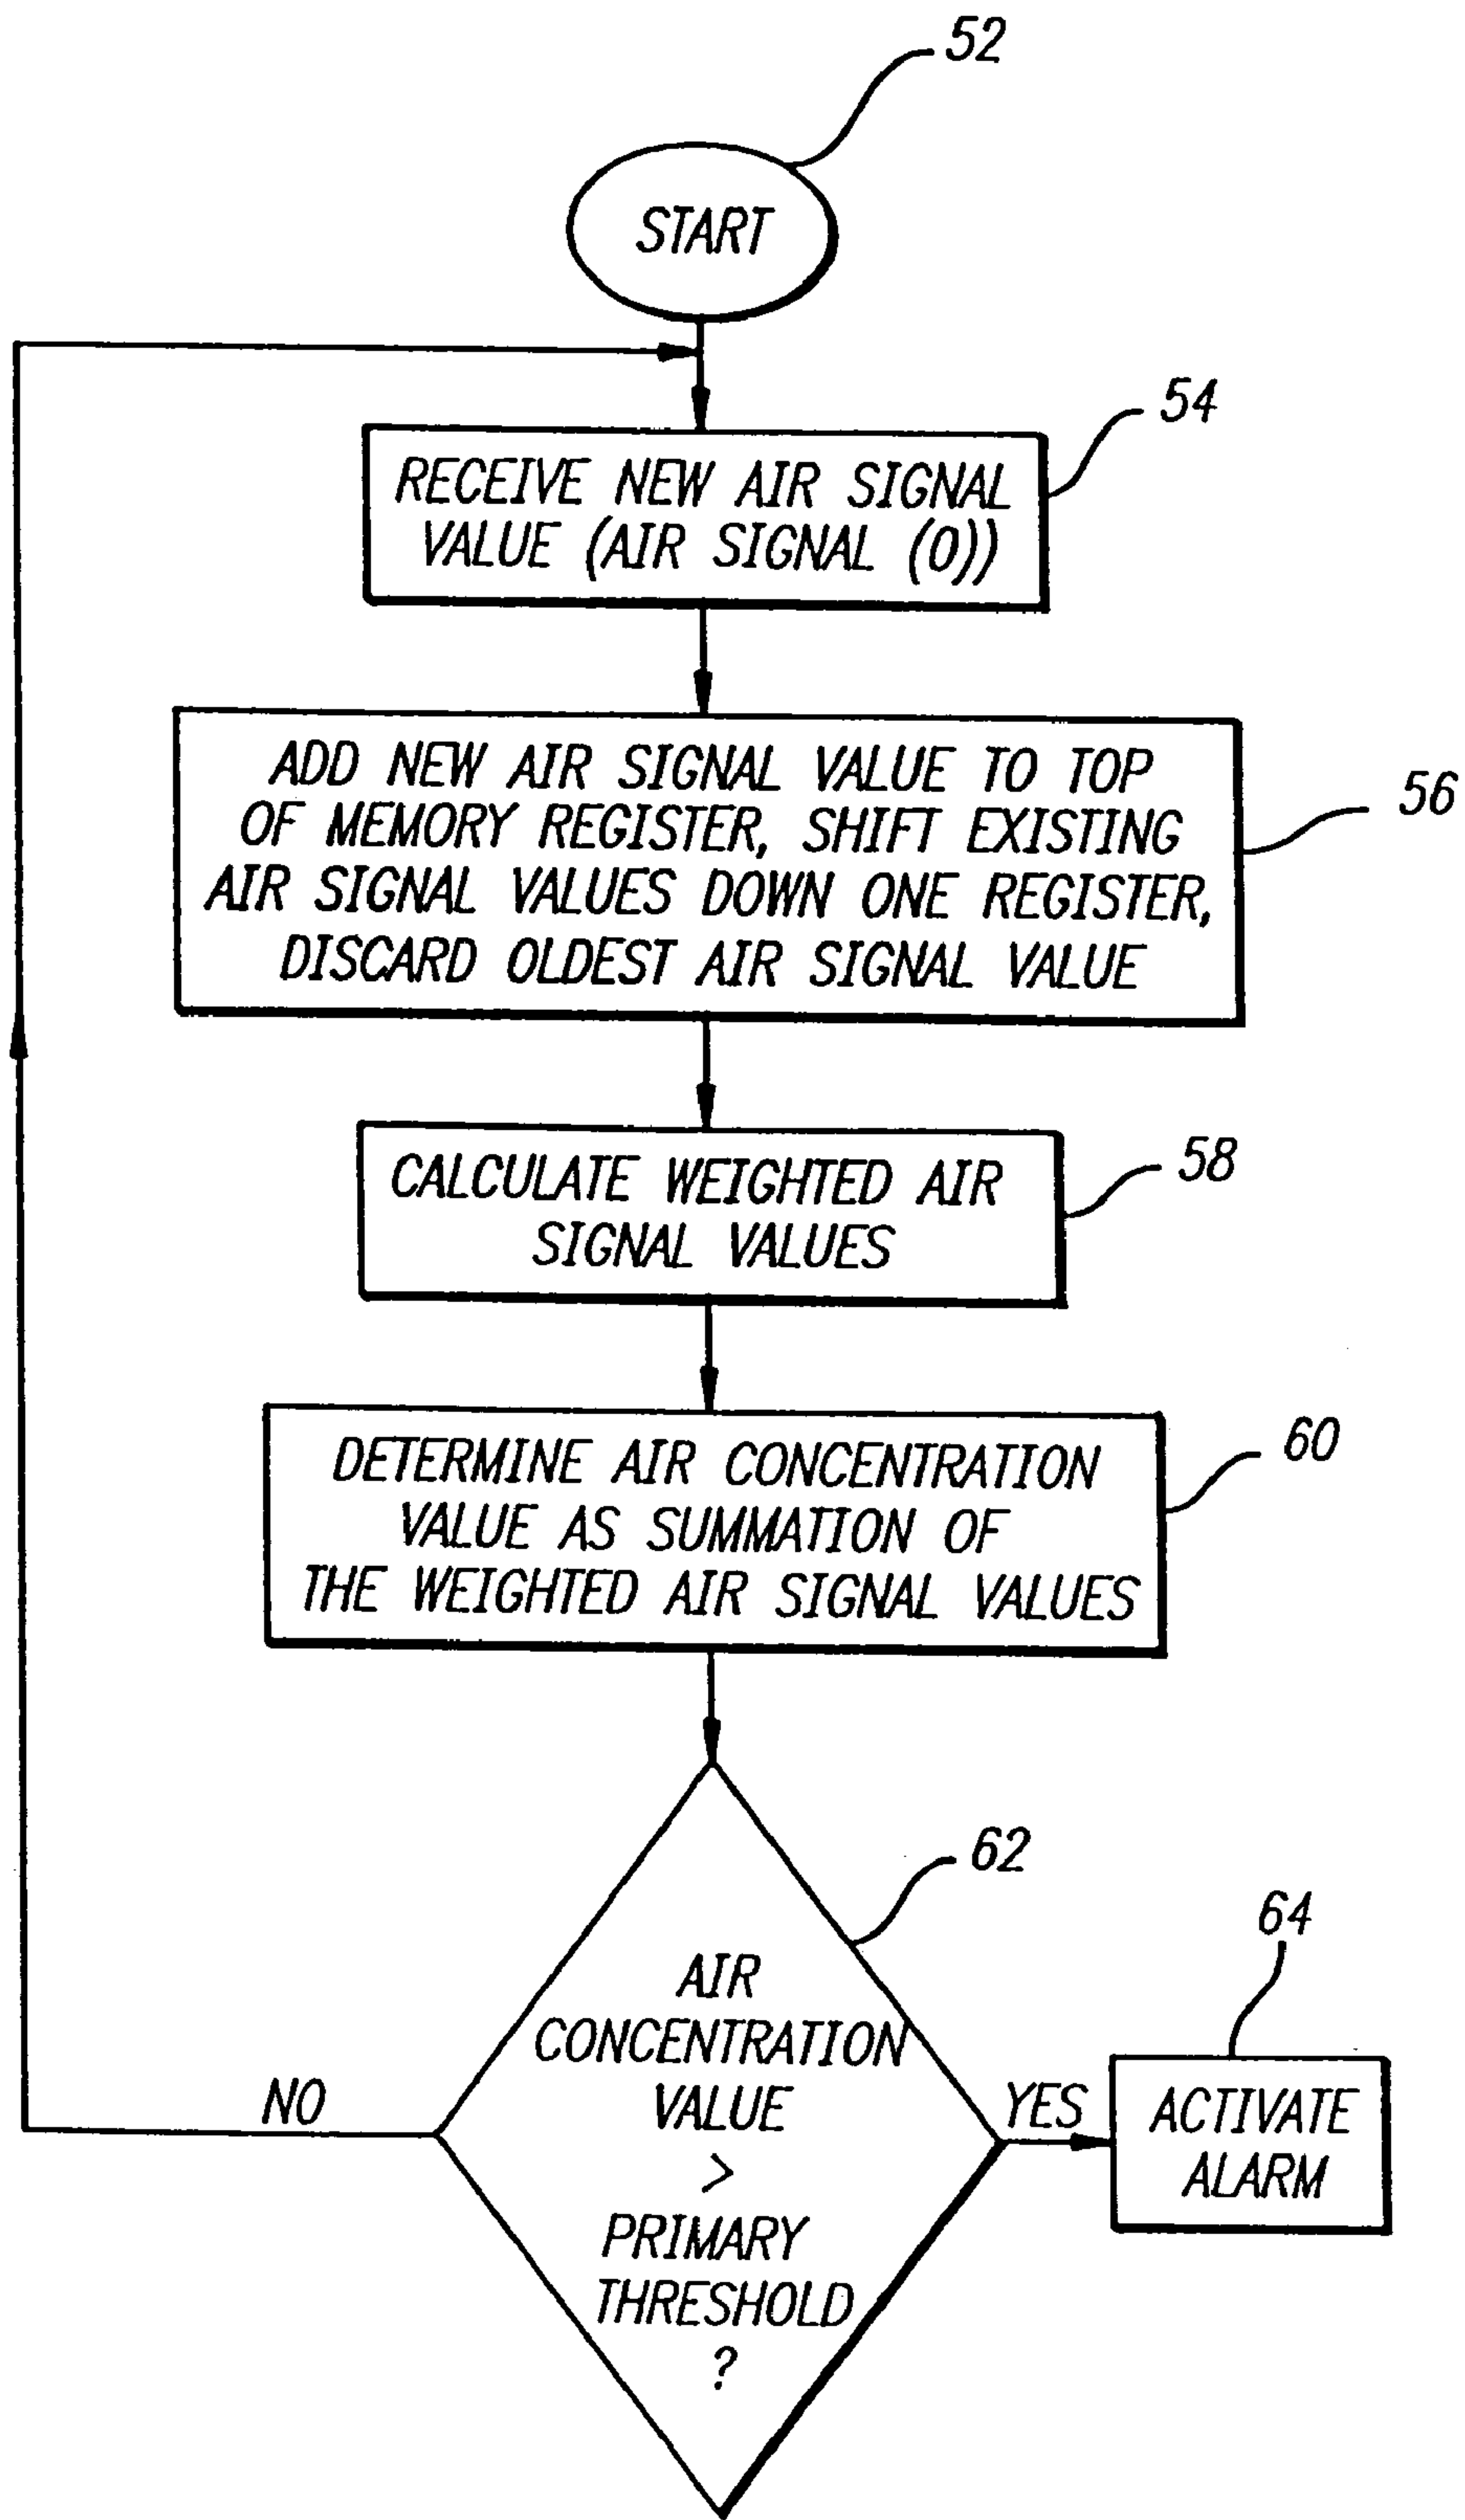 52
START
54
RECEIVE NEW AIR SIGNAL
VALUE (AIR SIGNAL (0))
56
ADD NEW AIR SIGNAL VALUE TO TOP
OF MEMORY REGISTER, SHIFT EXISTING
AIR SIGNAL VALUES DOWN ONE REGISTER,
DISCARD OLDEST AIR SIGNAL VALUE
58
CALCULATE WEIGHTED AIR
SIGNAL VALUES
60
DETERMINE AIR CONCENTRATION
VALUE AS SUMMATION OF
THE WEIGHTED AIR SIGNAL VALUES
62
AIR
CONCENTRATION
VALUE
>
PRIMARY
THRESHOLD
?
NO
YES
64
ACTIVATE
ALARM